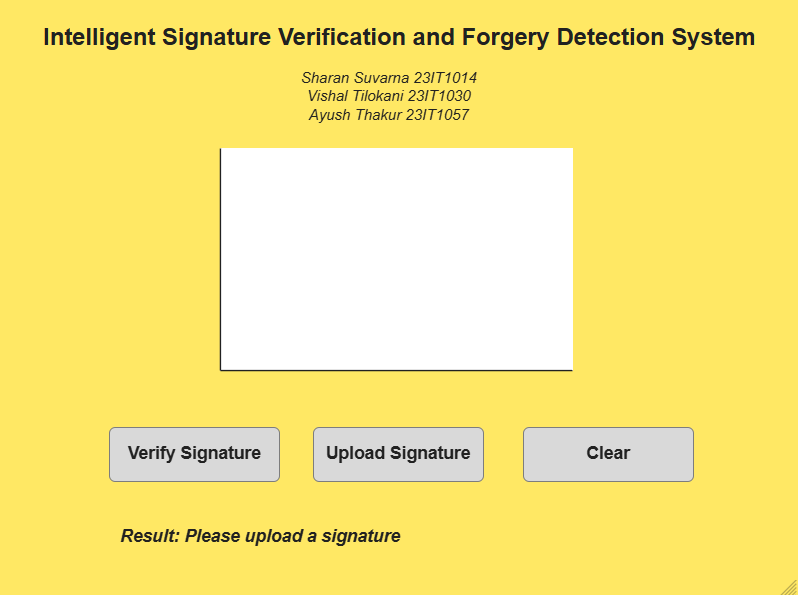 Intelligent Signature Verification and Forgery Detection System
Sharan Suvarna 23IT1014
Vishal Tilokani 23IT1030
Ayush Thakur 23IT1057
Verify Signature
Upload Signature
Clear
Result: Please upload a signature